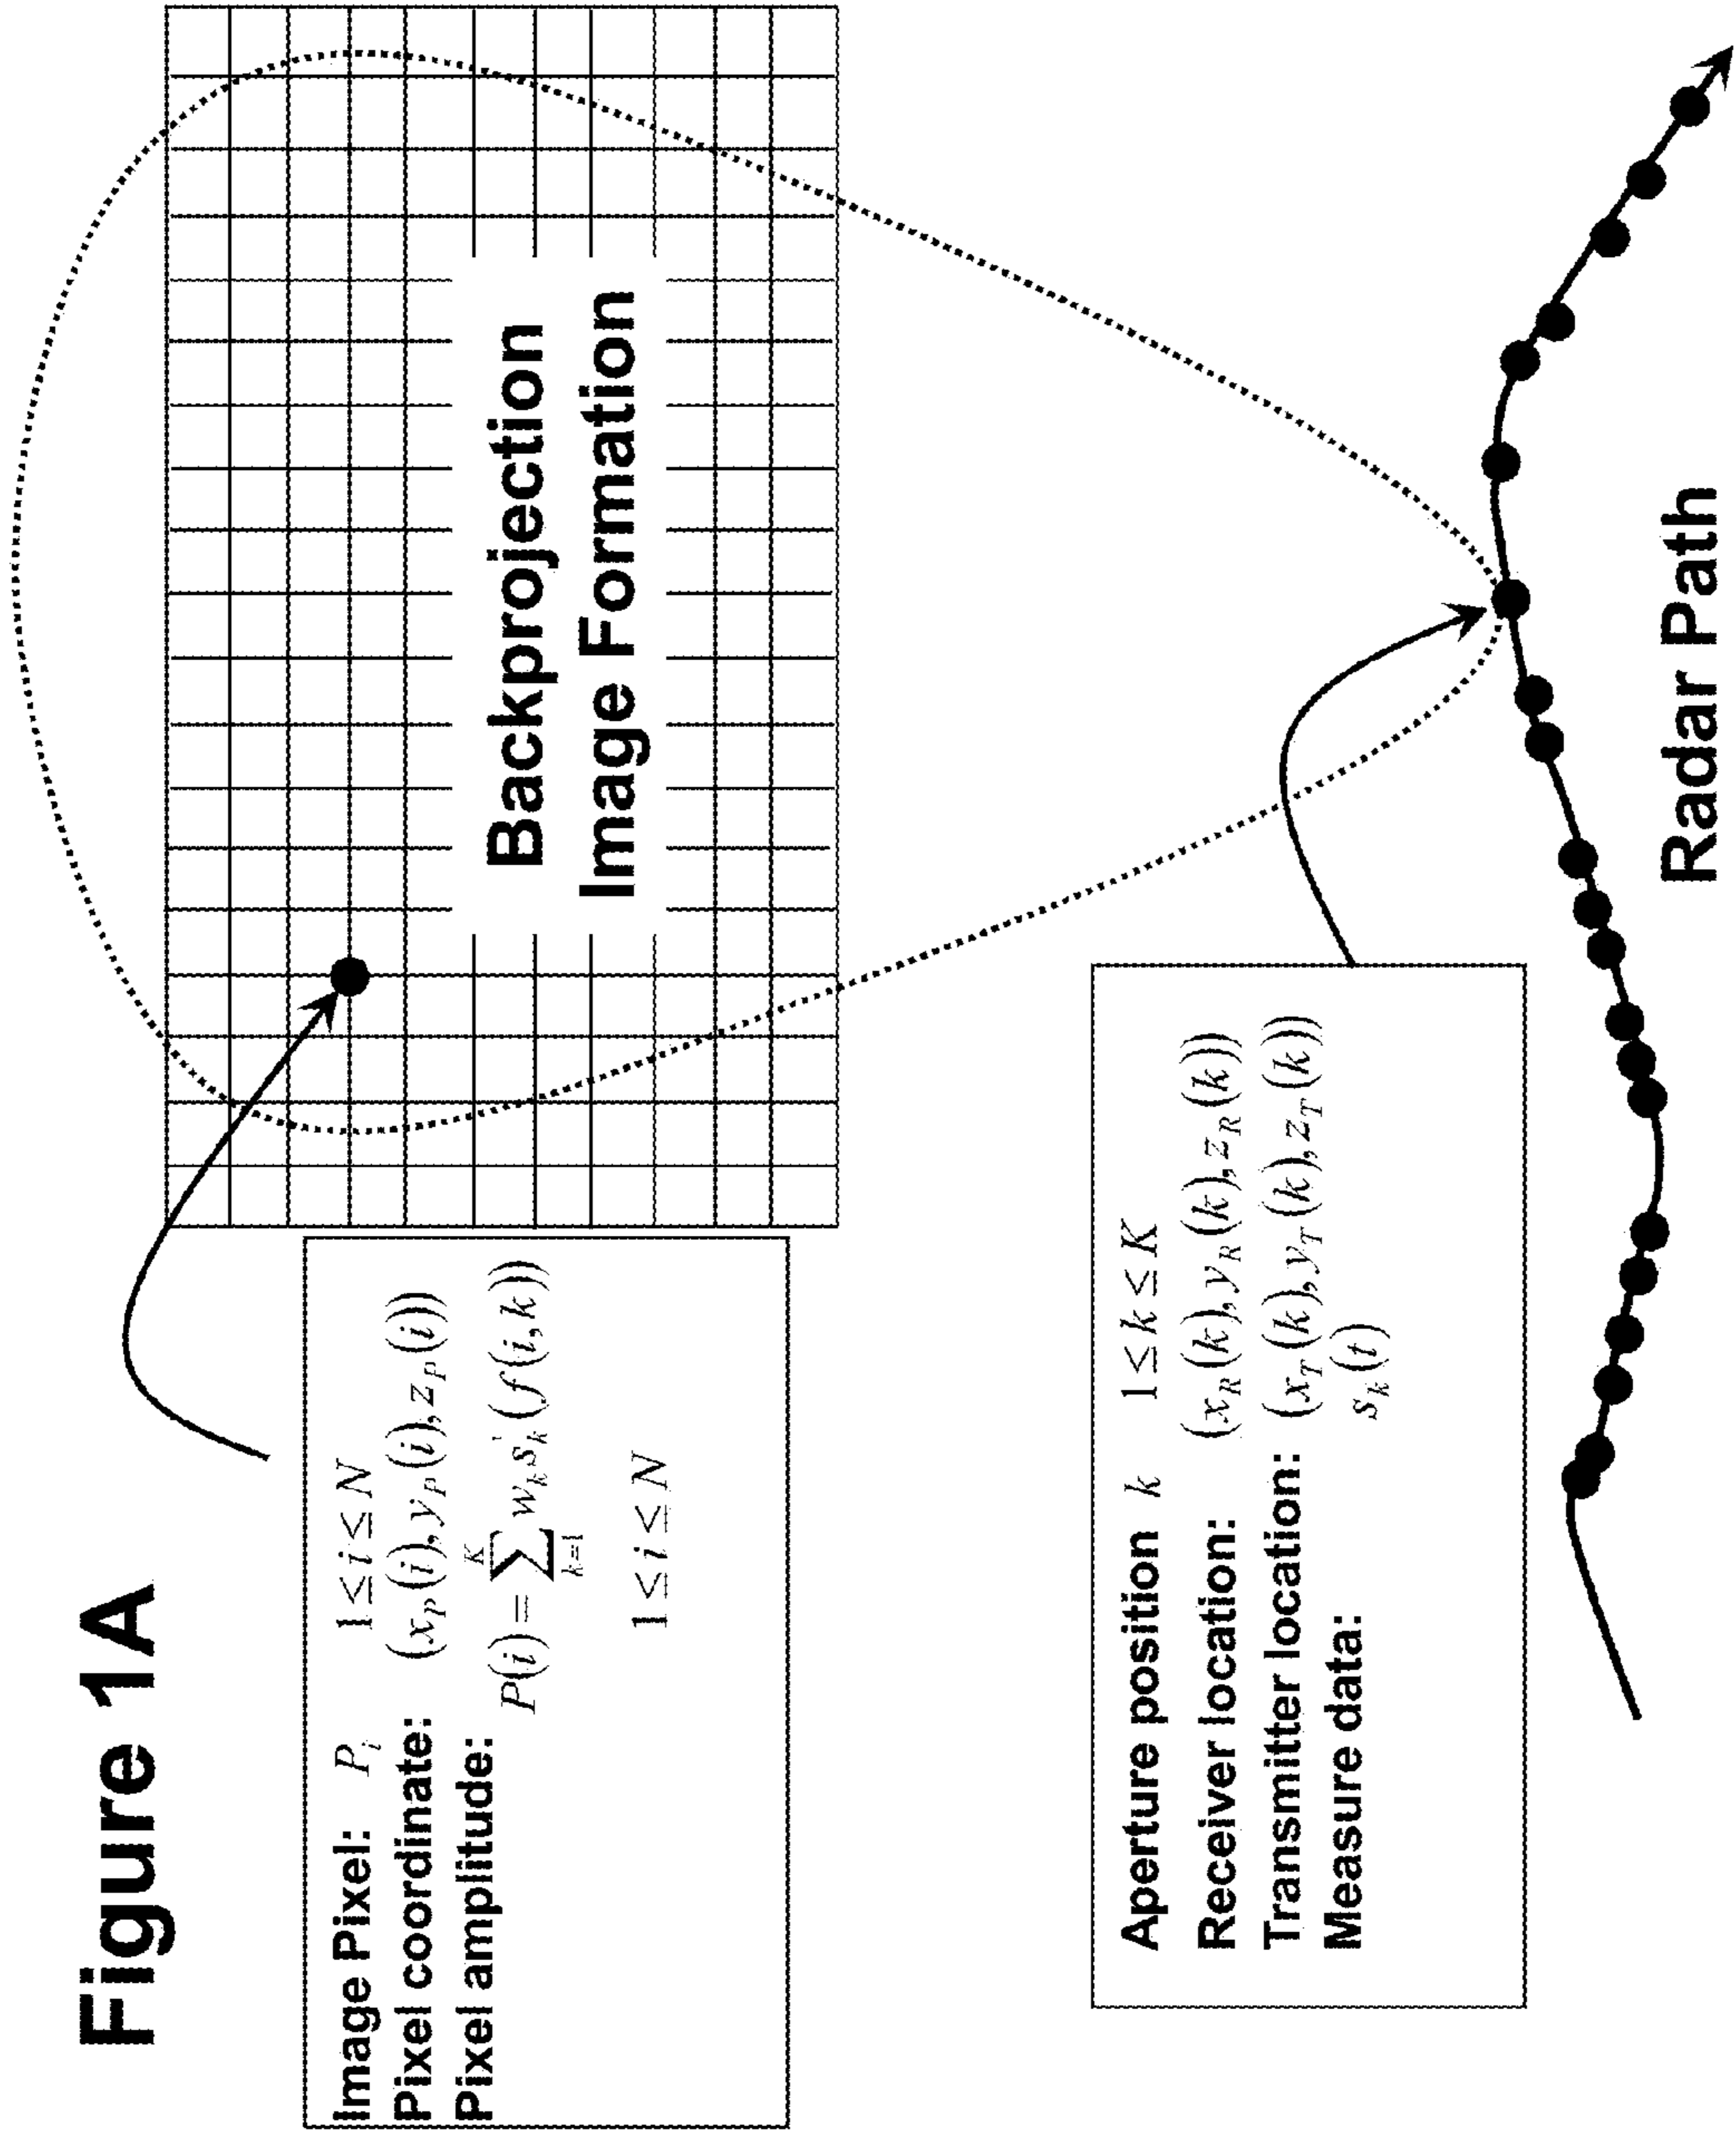 Figure 1A
Image Pixel: P_i 1≤i≤N
Pixel coordinate: (x_P(i),y_P(i),z_P(i))
Pixel amplitude: P(i)=∑_{k=1}^{K} w_k s_k'(f(i,k))
1≤i≤N
Backprojection
Image Formation
Aperture position k 1≤k≤K
Receiver location: (x_R(k),y_R(k),z_R(k))
Transmitter location: (x_T(k),y_T(k),z_T(k))
Measure data: s_k(t)
Radar Path